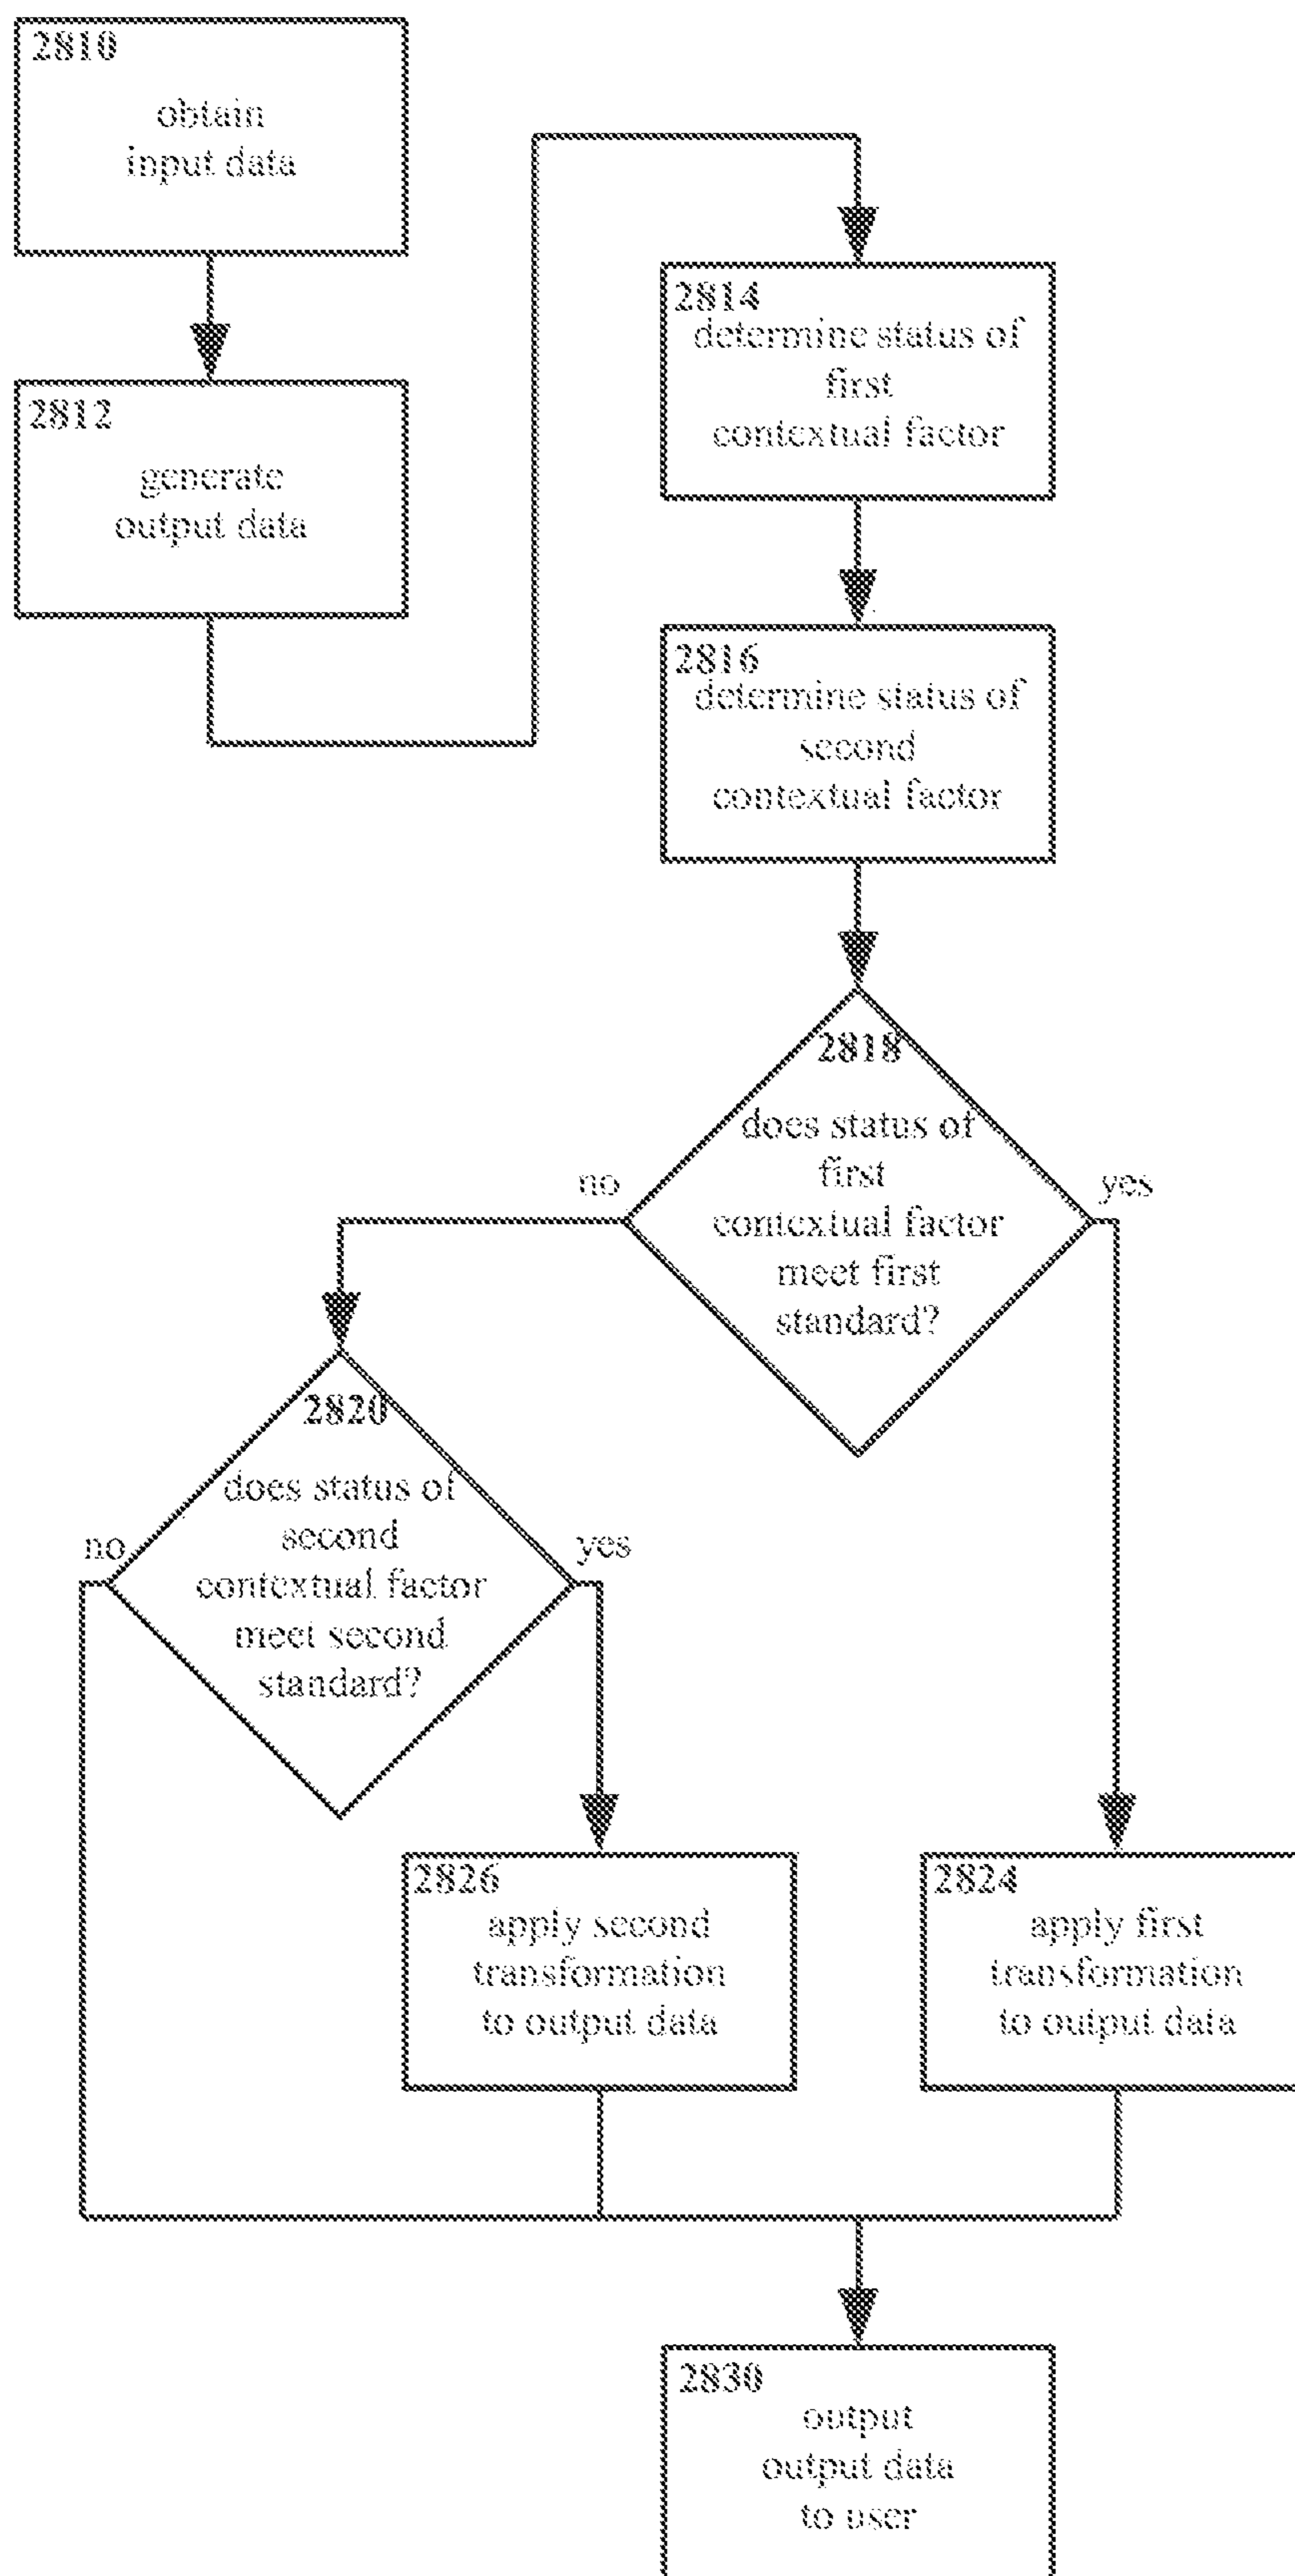 2810
obtain
input data
2812
generate
output data
2814
determine status of
first
contextual factor
2816
determine status of
second
contextual factor
2818
does status of
first
contextual factor
meet first
standard?
no
yes
2820
does status of
second
contextual factor
meet second
standard?
no
yes
2826
apply second
transformation
to output data
2824
apply first
transformation
to output data
2830
output
output data
to user